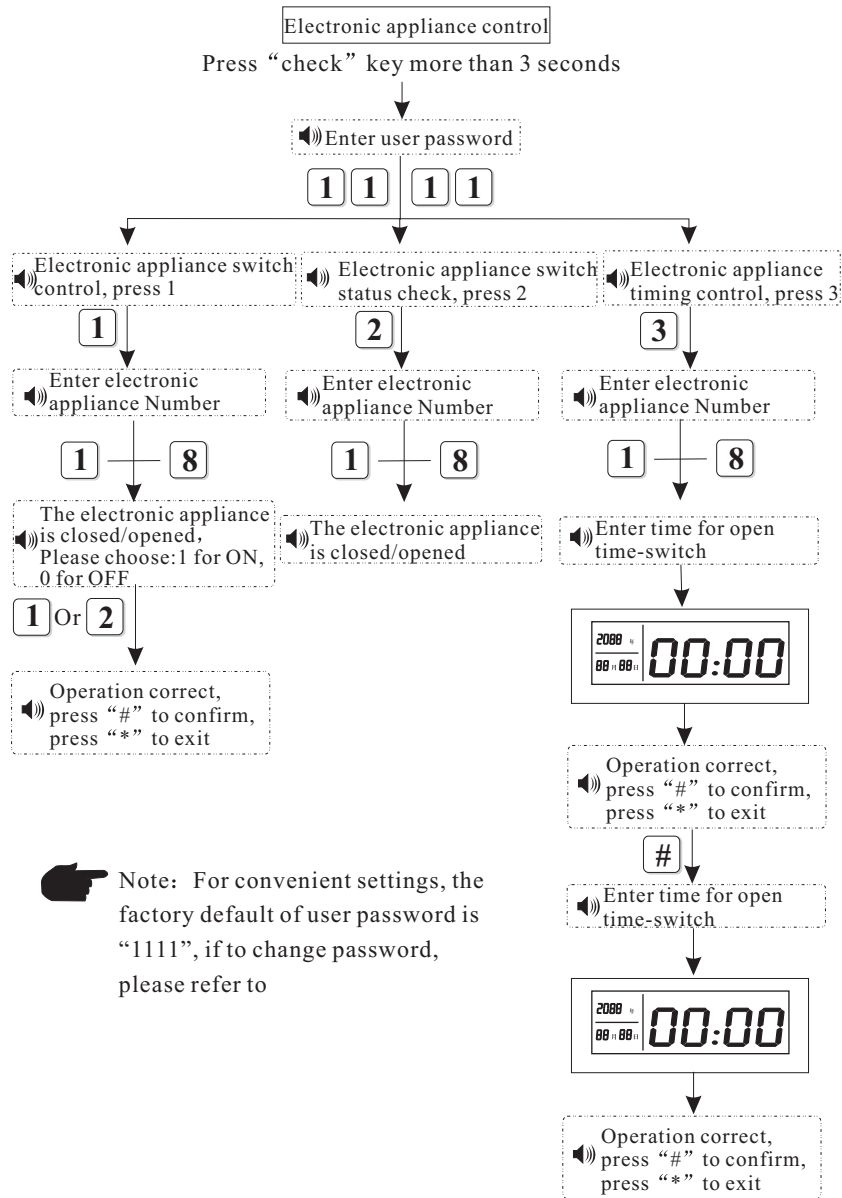 Electronic appliance control
Press “check” key more than 3 seconds
Enter user password
1 1 1 1
Electronic appliance switch
control, press 1
1
Enter electronic
appliance Number
1 8
The electronic appliance
is closed/opened,
Please choose:1 for ON,
0 for OFF
1 Or 2
Operation correct,
press “#” to confirm,
press “*” to exit
Electronic appliance switch
status check, press 2
2
Enter electronic
appliance Number
1 8
The electronic appliance
is closed/opened
Electronic appliance
timing control, press 3
3
Enter electronic
appliance Number
1 8
Enter time for open
time-switch
2088
88 月 88 日
00:00
Operation correct,
press “#” to confirm,
press “*” to exit
#
Enter time for open
time-switch
2088
88 月 88 日
00:00
Operation correct,
press “#” to confirm,
press “*” to exit
Note: For convenient settings, the
factory default of user password is
“1111”, if to change password,
please refer to